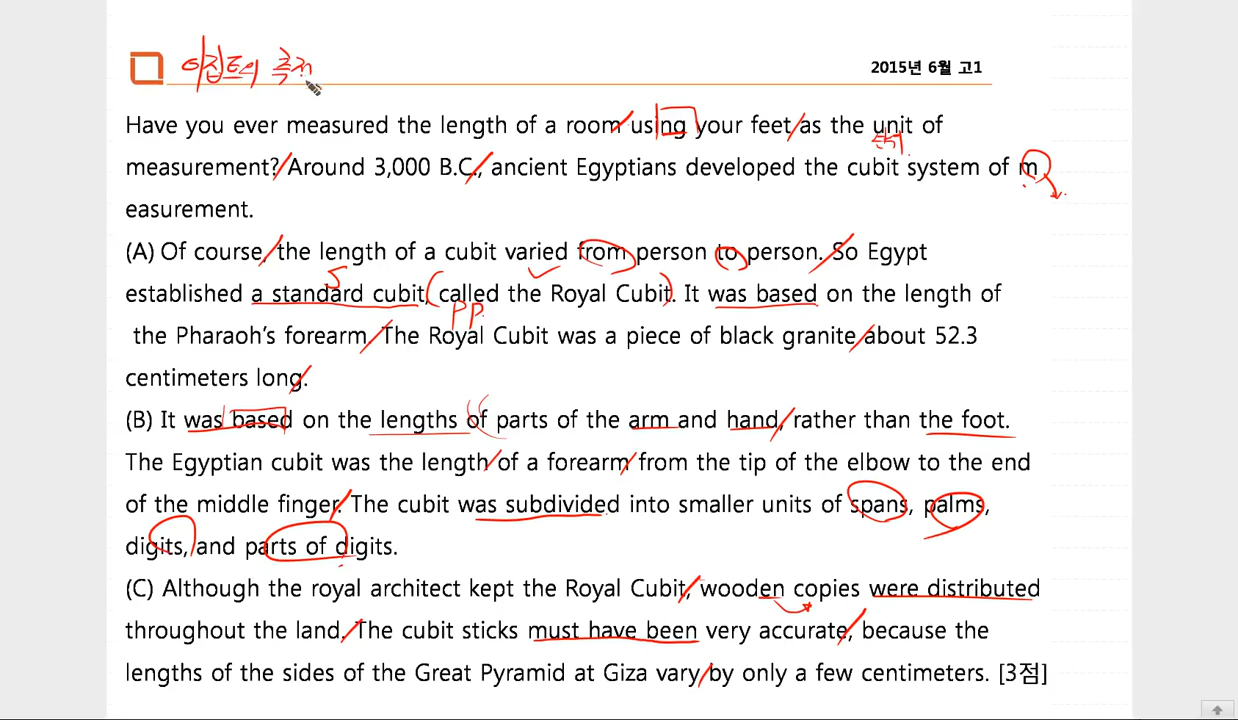 이집트의 측정
2015년 6월 고1
Have you ever measured the length of a room using your feet as the unit of
단위
measurement? Around 3,000 B.C., ancient Egyptians developed the cubit system of m
easurement.
(A) Of course, the length of a cubit varied from person to person. So Egypt
S
established a standard cubit, called the Royal Cubit. It was based on the length of
PP.
the Pharaoh's forearm. The Royal Cubit was a piece of black granite about 52.3
centimeters long.
(B) It was based on the lengths of parts of the arm and hand, rather than the foot.
The Egyptian cubit was the length of a forearm from the tip of the elbow to the end
of the middle finger. The cubit was subdivided into smaller units of spans, palms,
digits, and parts of digits.
(C) Although the royal architect kept the Royal Cubit, wooden copies were distributed
throughout the land. The cubit sticks must have been very accurate, because the
lengths of the sides of the Great Pyramid at Giza vary by only a few centimeters. [3점]